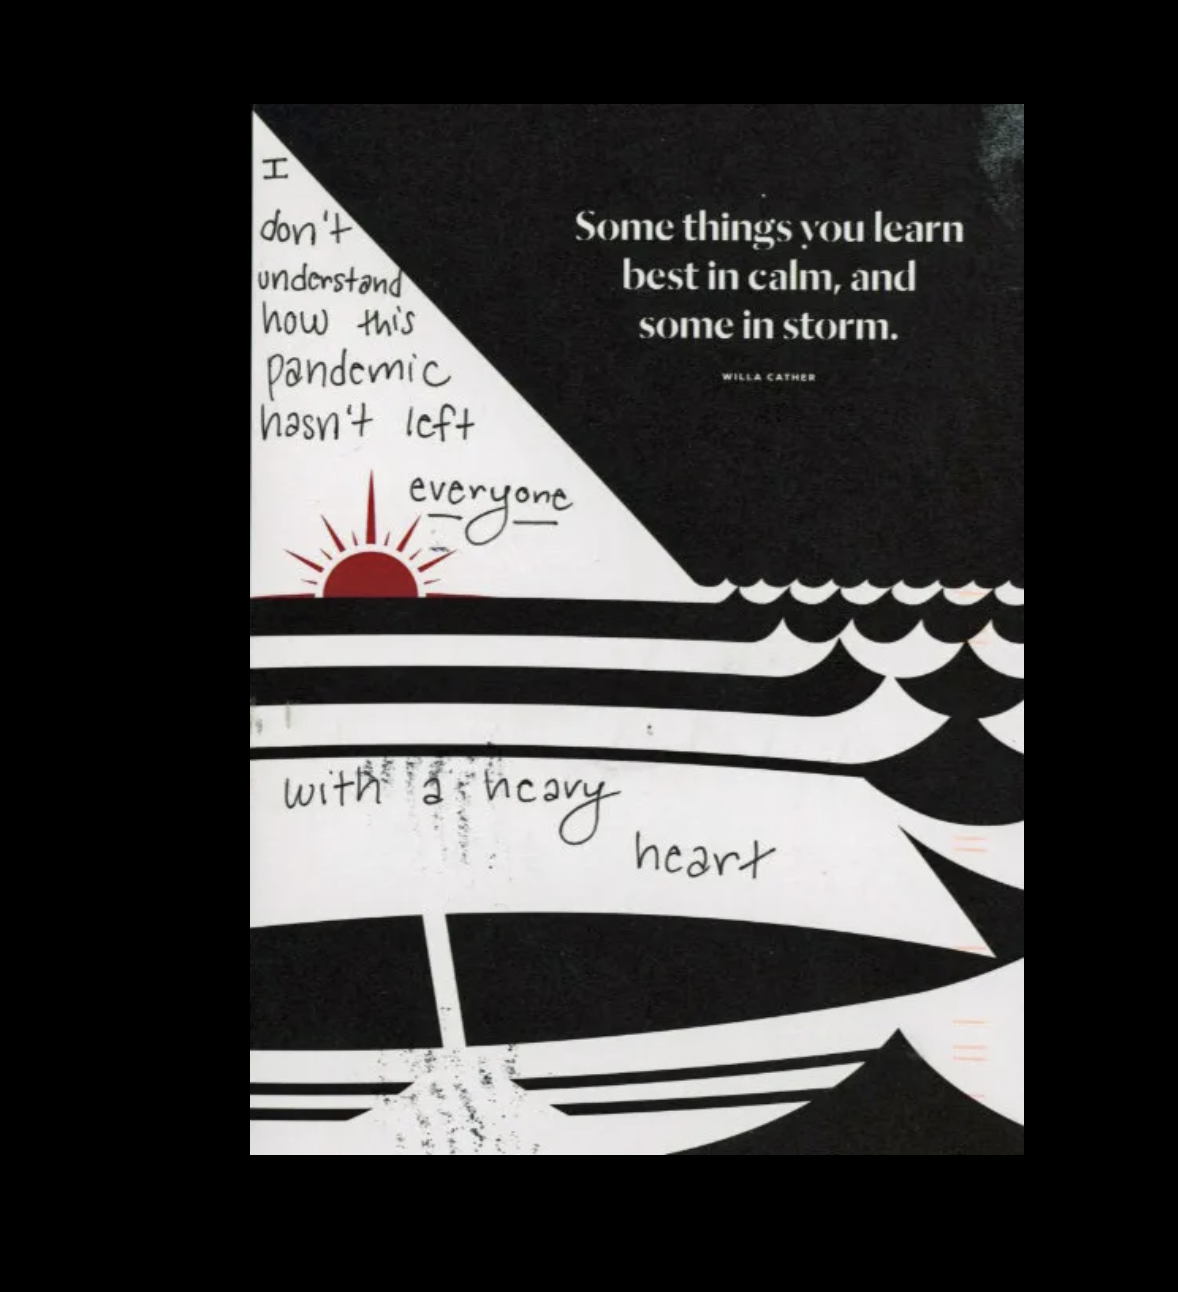 I
don't
understand
how this
pandemic
hasn't left
everyone
with a heavy
heart
Some things you learn
best in calm, and
some in storm.
WILLA CATHER